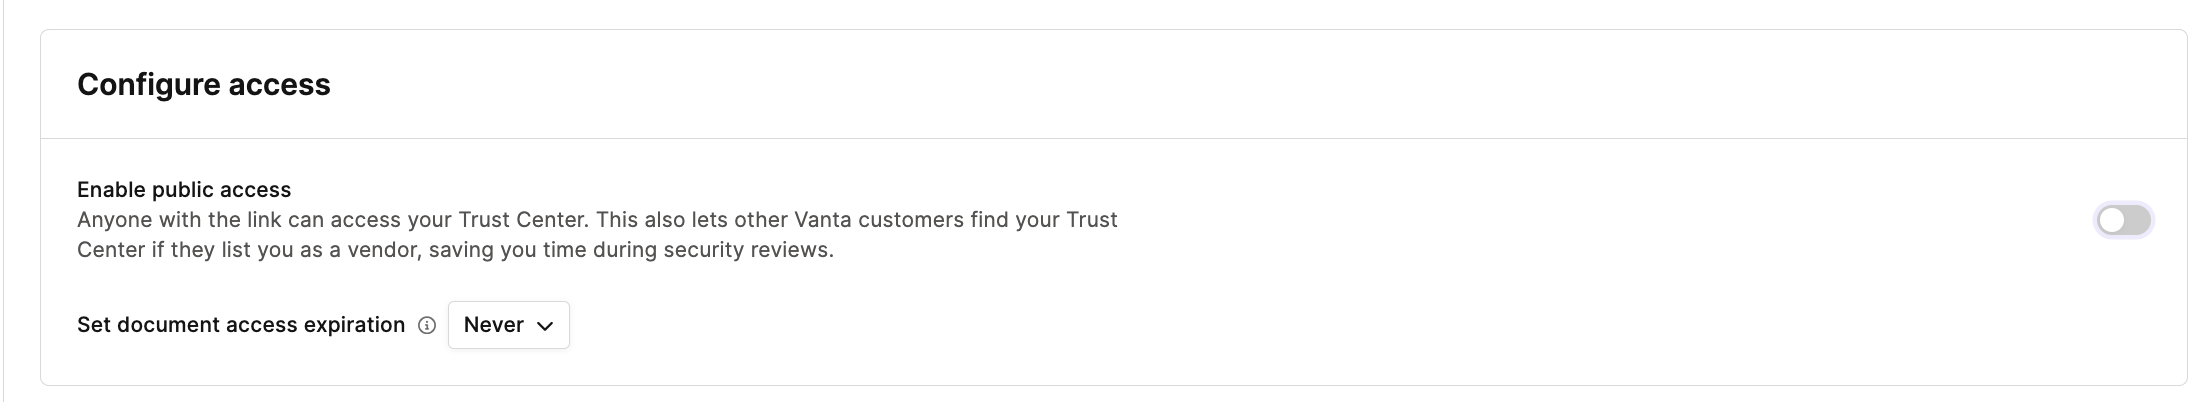 Configure access
Enable public access
Anyone with the link can access your Trust Center. This also lets other Vanta customers find your Trust
Center if they list you as a vendor, saving you time during security reviews.
Set document access expiration Never